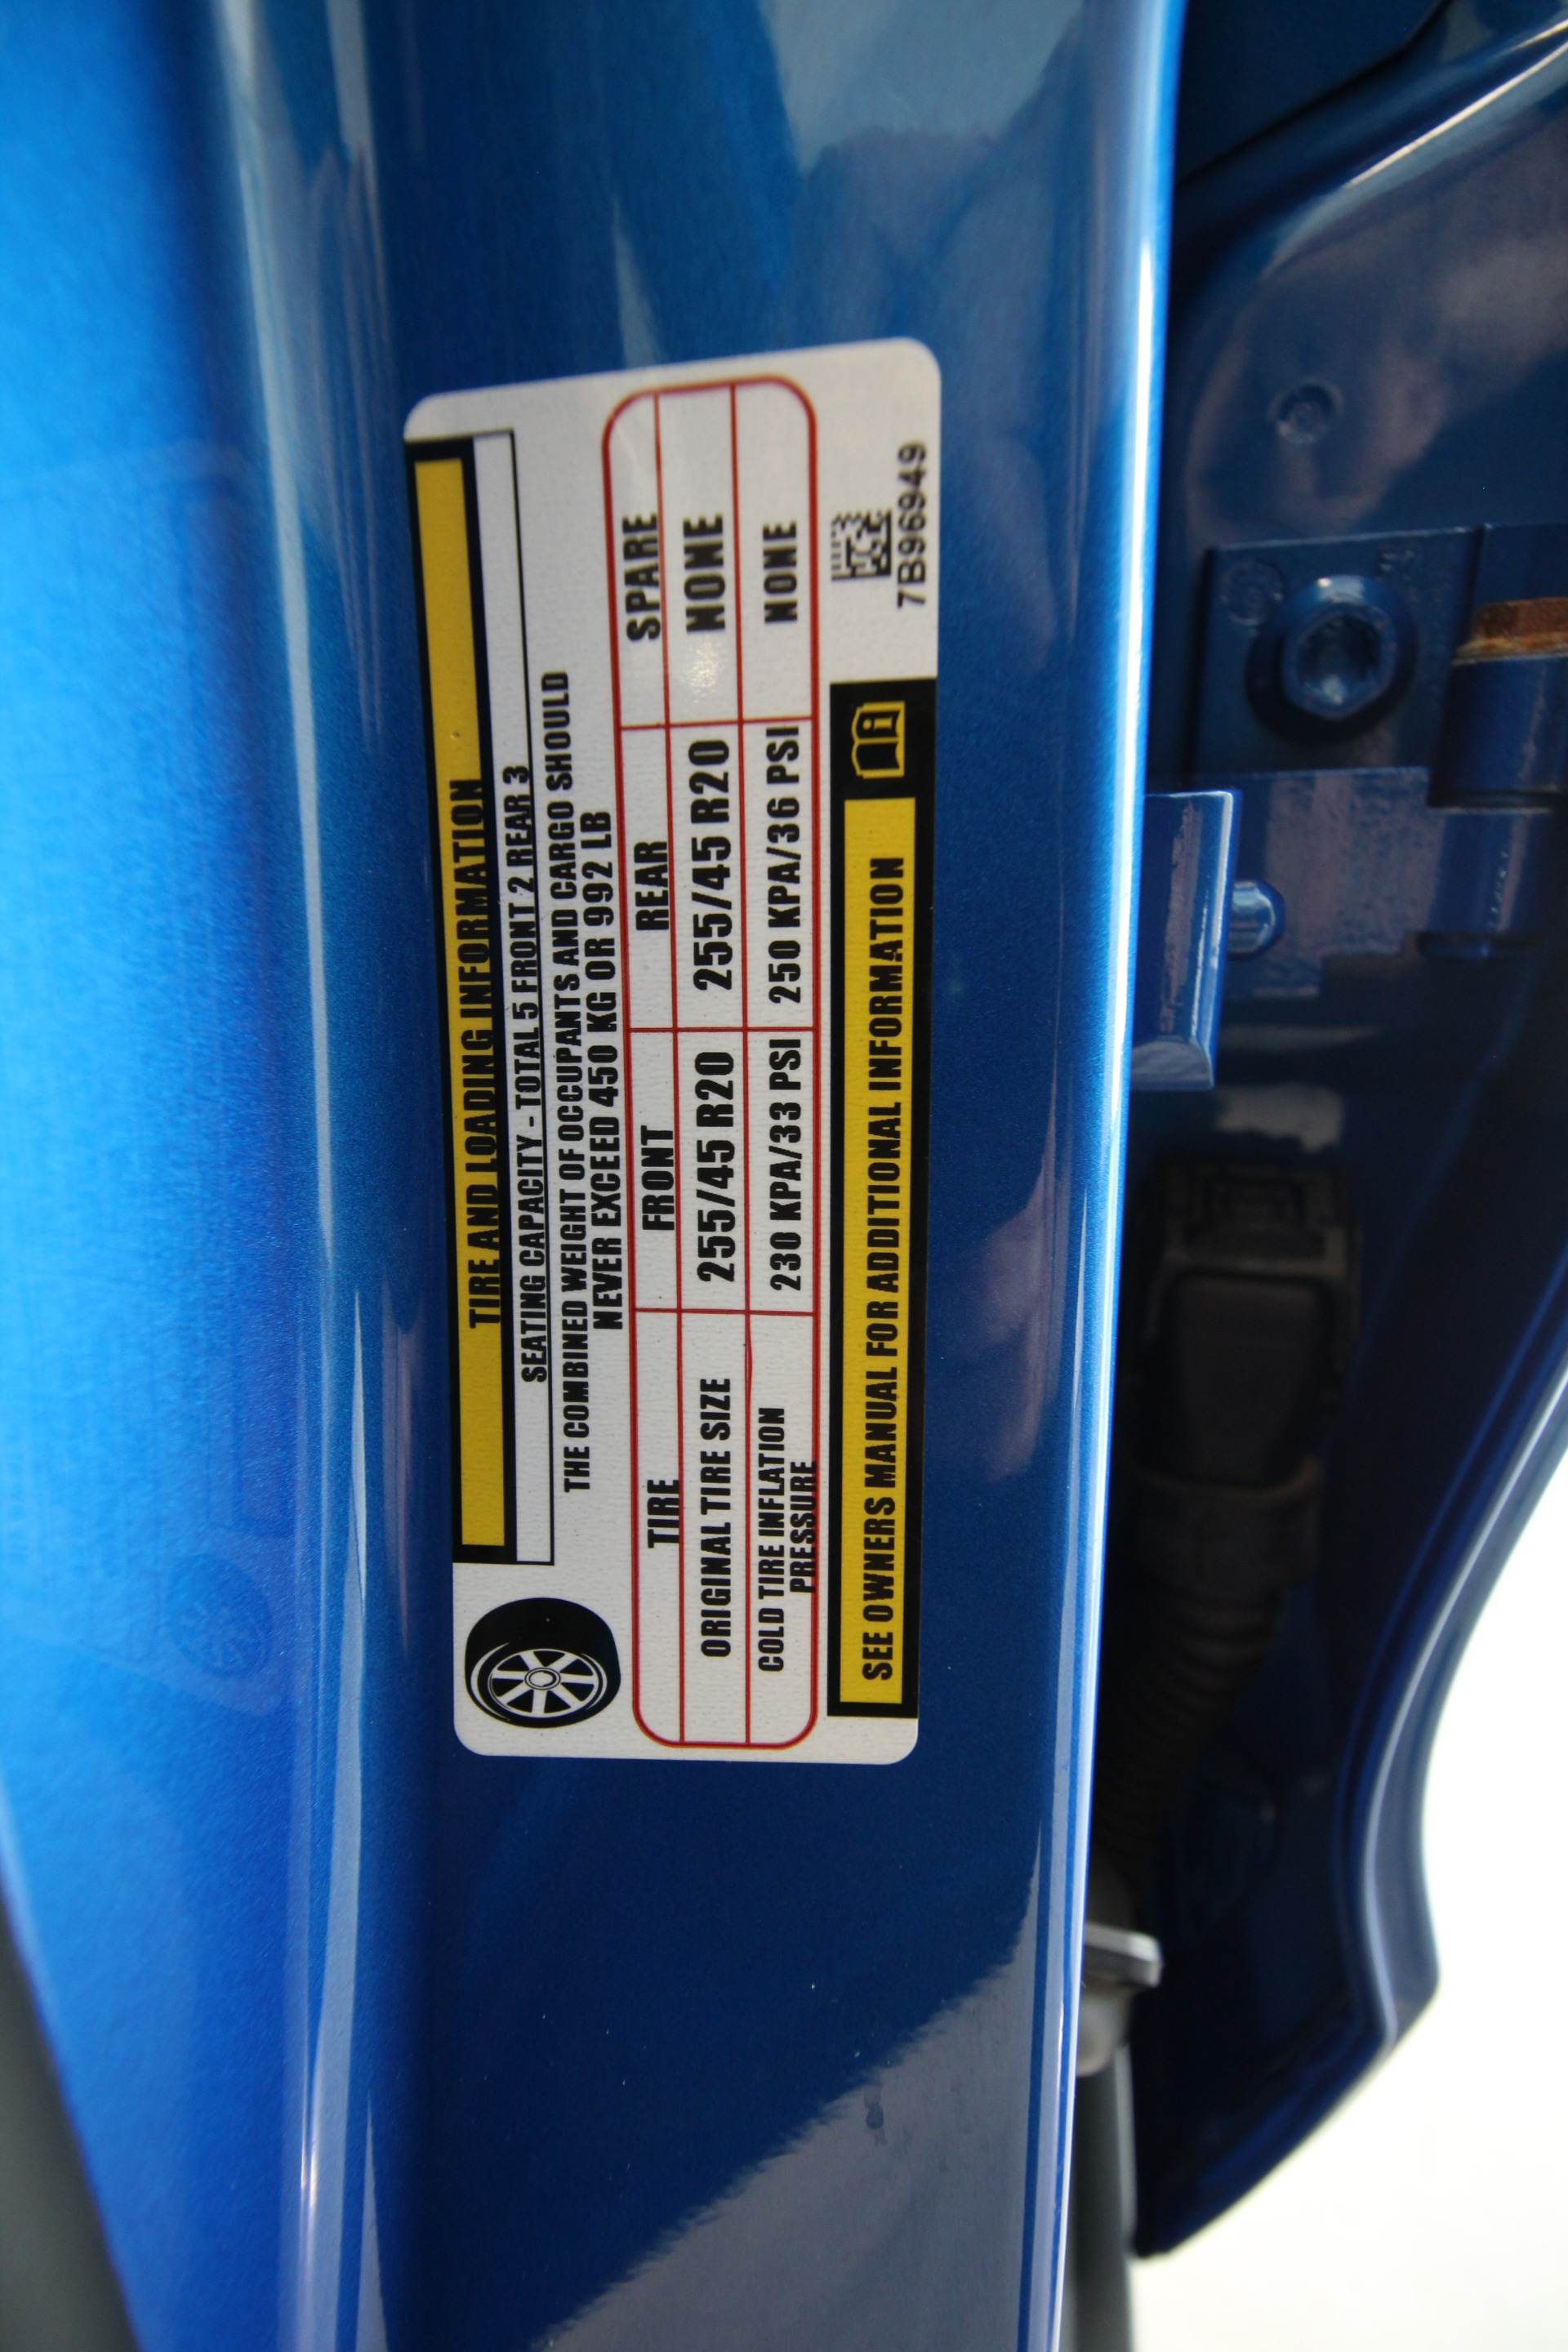 TIRE AND LOADING INFORMATION
SEATING CAPACITY - TOTAL 5 FRONT 2 REAR 3
THE COMBINED WEIGHT OF OCCUPANTS AND CARGO SHOULD
NEVER EXCEED 450 KG OR 992 LB
TIRE FRONT REAR SPARE
ORIGINAL TIRE SIZE 255/45 R20 255/45 R20 NONE
COLD TIRE INFLATION
PRESSURE 230 KPA/33 PSI 250 KPA/36 PSI NONE
SEE OWNERS MANUAL FOR ADDITIONAL INFORMATION
7B96949